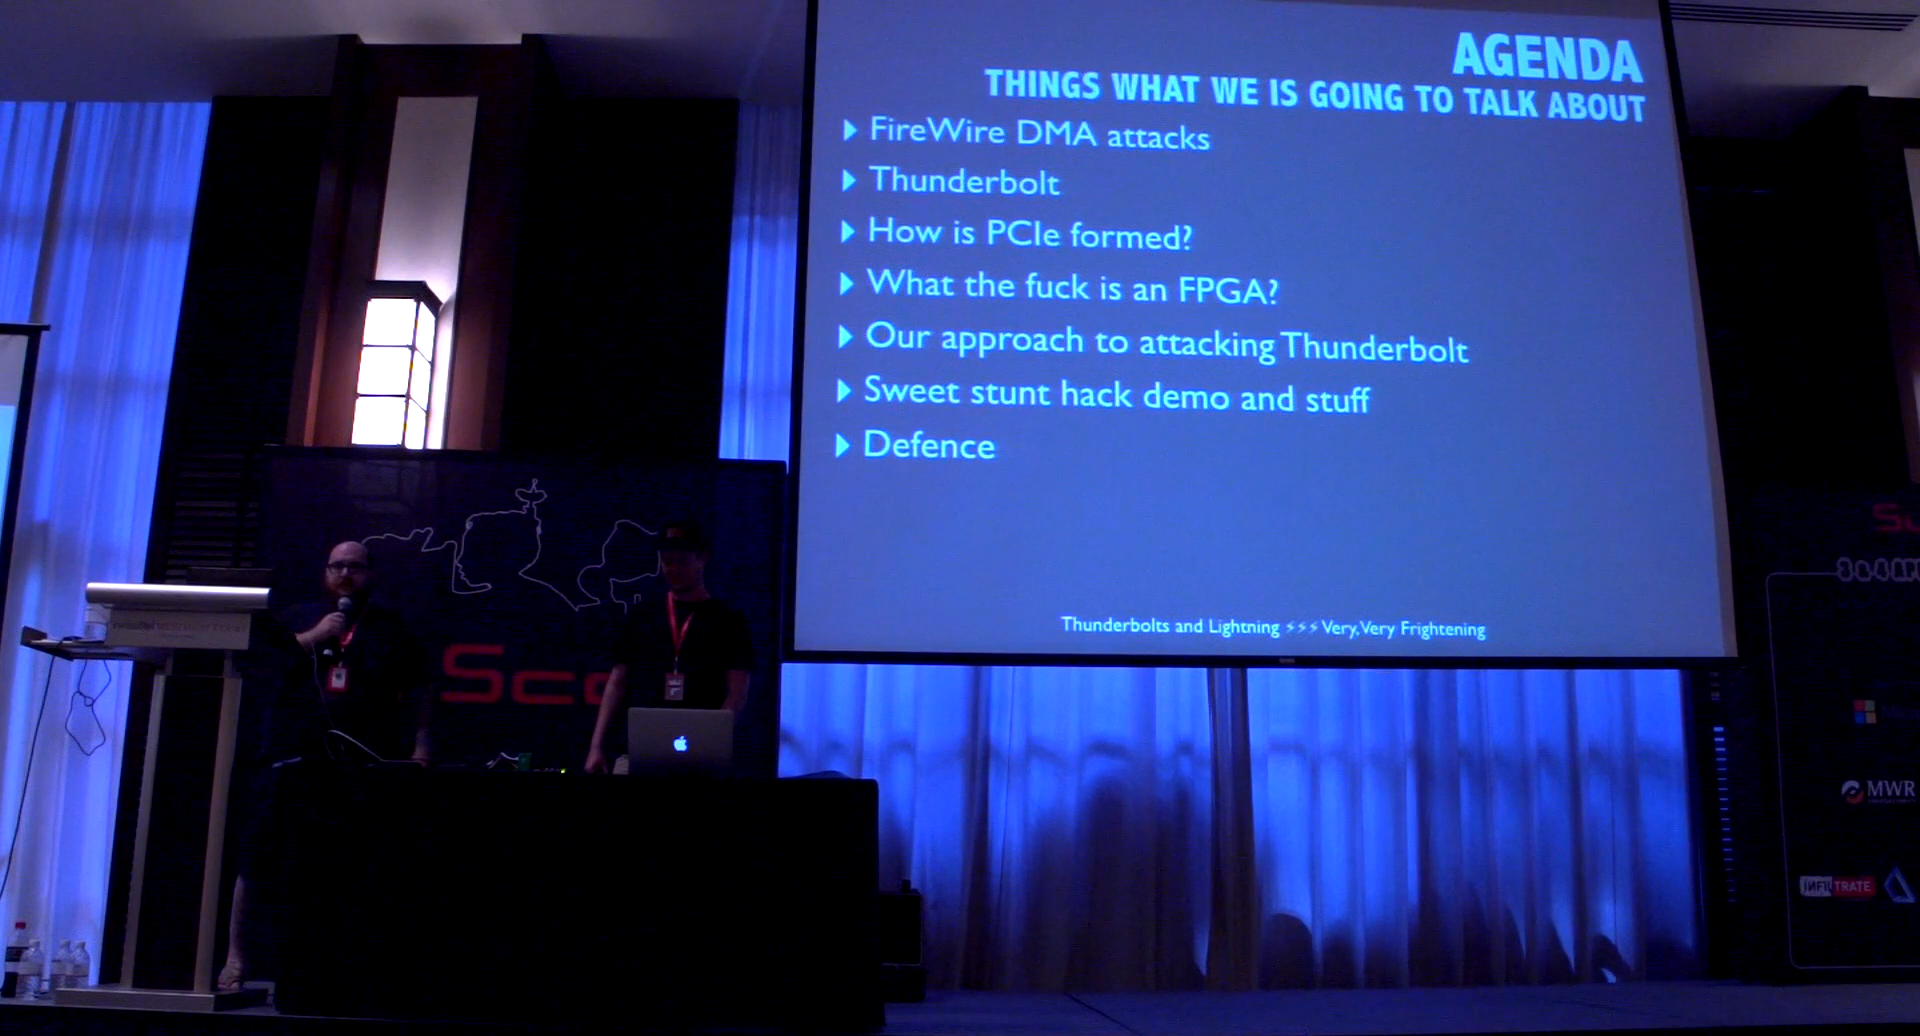 AGENDA
THINGS WHAT WE IS GOING TO TALK ABOUT
FireWire DMA attacks
Thunderbolt
How is PCIe formed?
What the fuck is an FPGA?
Our approach to attacking Thunderbolt
Sweet stunt hack demo and stuff
Defence
Thunderbolts and Lightning ⚡⚡⚡ Very, Very Frightening
MWR
INFILTRATE